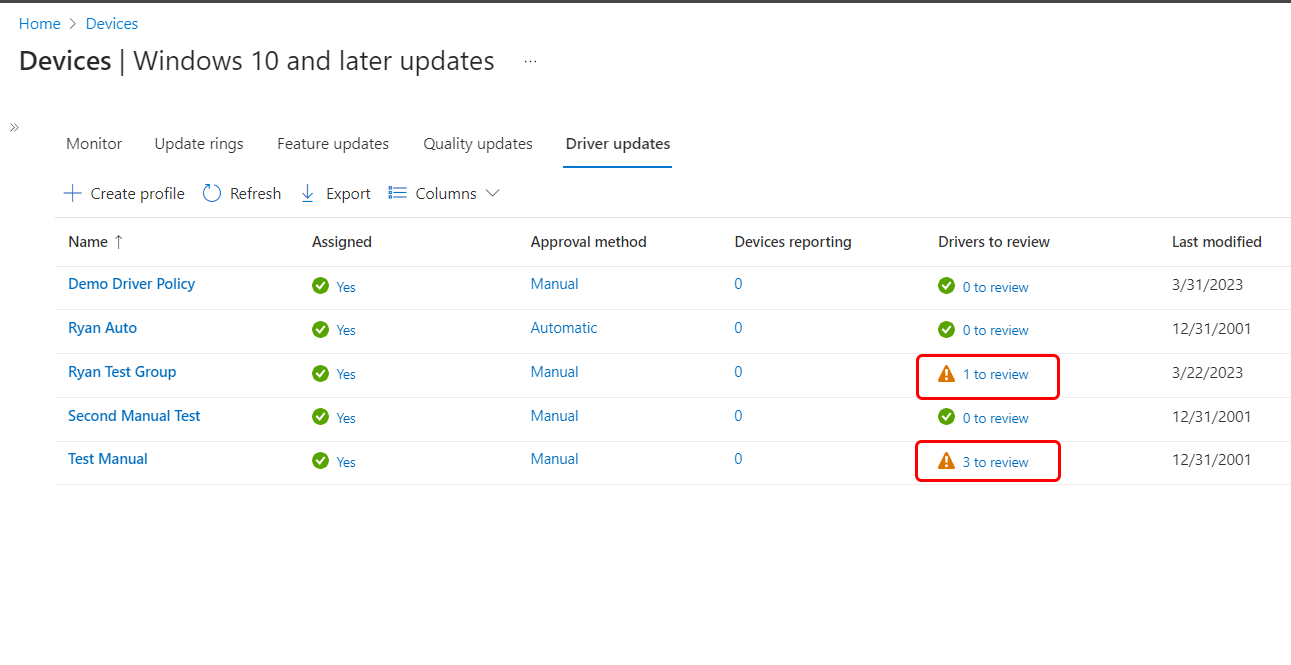 Home > Devices
Devices | Windows 10 and later updates ...
»
Monitor Update rings Feature updates Quality updates Driver updates
Create profile Refresh Export Columns
Name ↑ Assigned Approval method Devices reporting Drivers to review Last modified
Demo Driver Policy Yes Manual 0 0 to review 3/31/2023
Ryan Auto Yes Automatic 0 0 to review 12/31/2001
Ryan Test Group Yes Manual 0 1 to review 3/22/2023
Second Manual Test Yes Manual 0 0 to review 12/31/2001
Test Manual Yes Manual 0 3 to review 12/31/2001